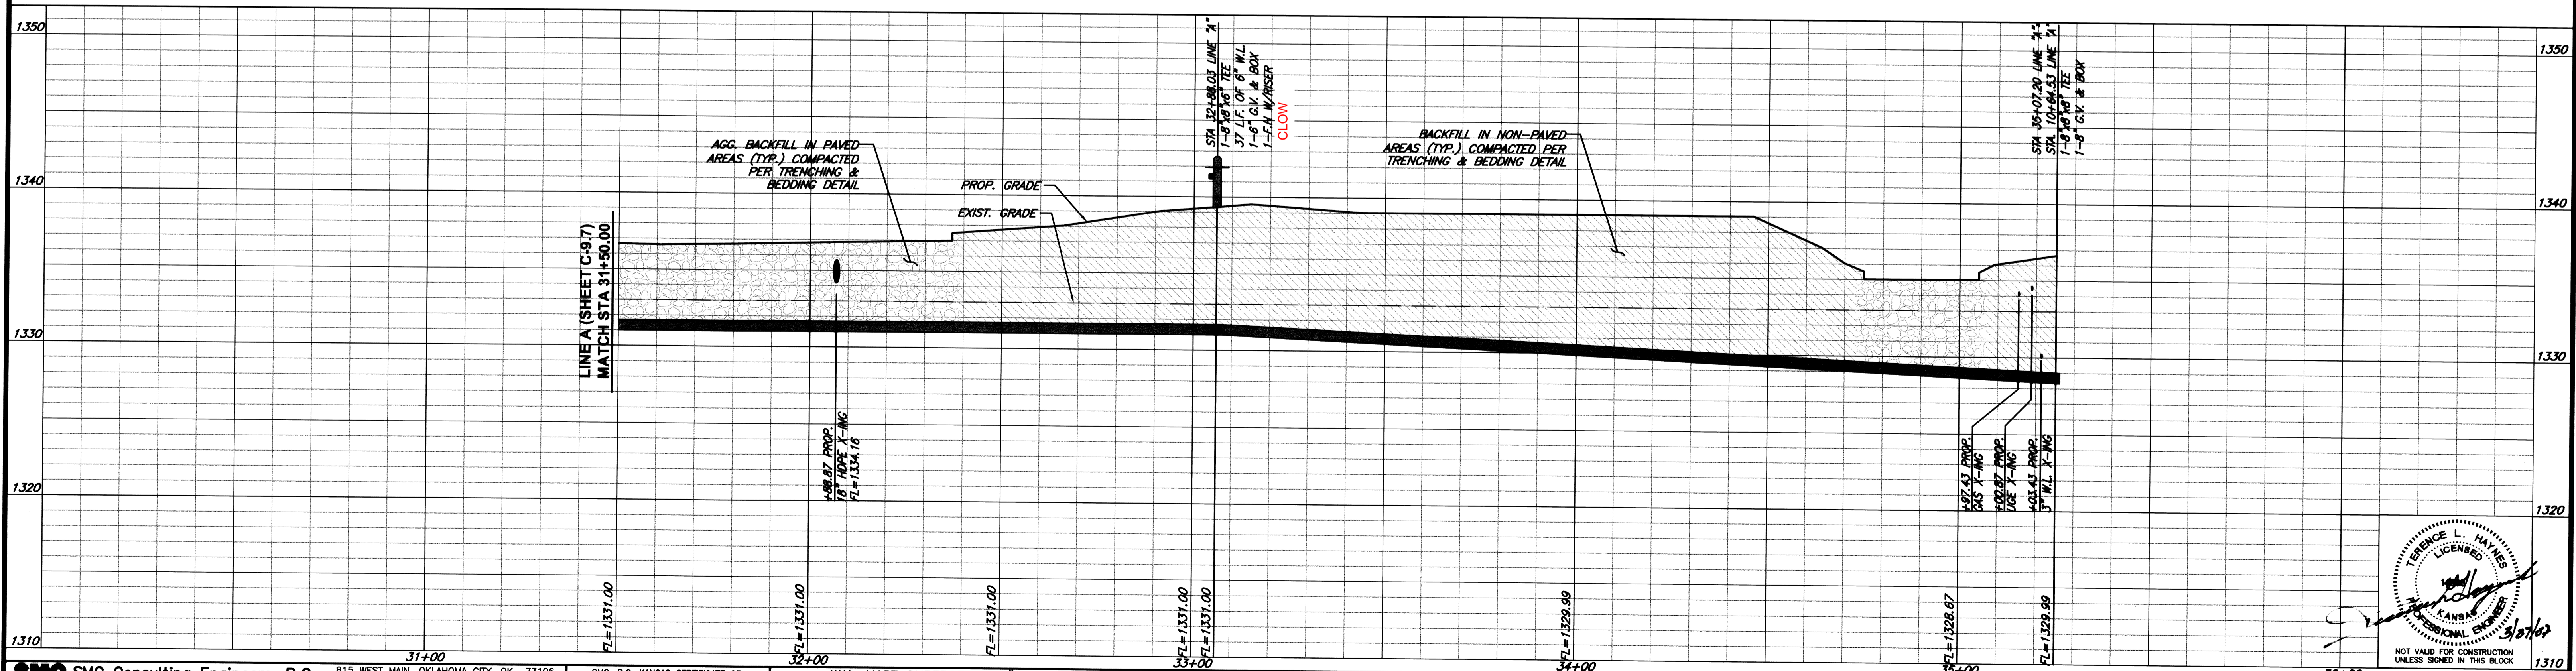 1350
1340
1330
1320
1310
1350
1340
1330
1320
1310
LINE A (SHEET C-9.7)
MATCH STA 31+50.00
AGG. BACKFILL IN PAVED
AREAS (TYP.) COMPACTED
PER TRENCHING &
BEDDING DETAIL
PROP. GRADE
EXIST. GRADE
1-8"x8"x6" TEE
37 L.F. OF 6" W.L.
1-6" G.V. & BOX
1-F.H W/RISER
CLOW
BACKFILL IN NON-PAVED
AREAS (TYP.) COMPACTED PER
TRENCHING & BEDDING DETAIL
STA 35+07.20 LINE "A"
STA. 10+64.53 LINE "A"
1-8"x8"x8" TEE
1-8" G.V. & BOX
+88.87 PROP.
18" HDPE X-ING
FL=1334.16
+97.43 PROP.
GAS X-ING
+00.87 PROP.
UGE X-ING
+03.43 PROP.
3" W.L. X-ING
FL=1331.00
FL=1331.00
FL=1331.00
FL=1331.00
FL=1331.00
FL=1329.99
FL=1328.67
FL=1329.99
31+00
32+00
33+00
34+00
TERENCE L. HAYNES
LICENSED
KANSAS
PROFESSIONAL ENGINEER
NOT VALID FOR CONSTRUCTION
UNLESS SIGNED IN THIS BLOCK
SMC Consulting Engineers, P.C.
815 WEST MAIN, OKLAHOMA CITY, OK. 73106